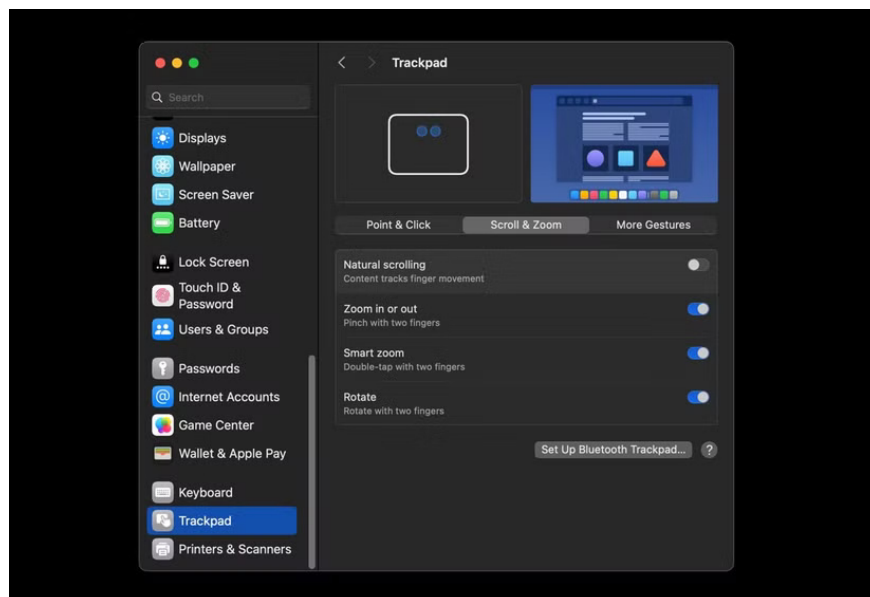 Search
Displays
Wallpaper
Screen Saver
Battery
Lock Screen
Touch ID &
Password
Users & Groups
Passwords
Internet Accounts
Game Center
Wallet & Apple Pay
Keyboard
Trackpad
Printers & Scanners
Trackpad
Point & Click
Scroll & Zoom
More Gestures
Natural scrolling
Content tracks finger movement
Zoom in or out
Pinch with two fingers
Smart zoom
Double-tap with two fingers
Rotate
Rotate with two fingers
Set Up Bluetooth Trackpad...
?